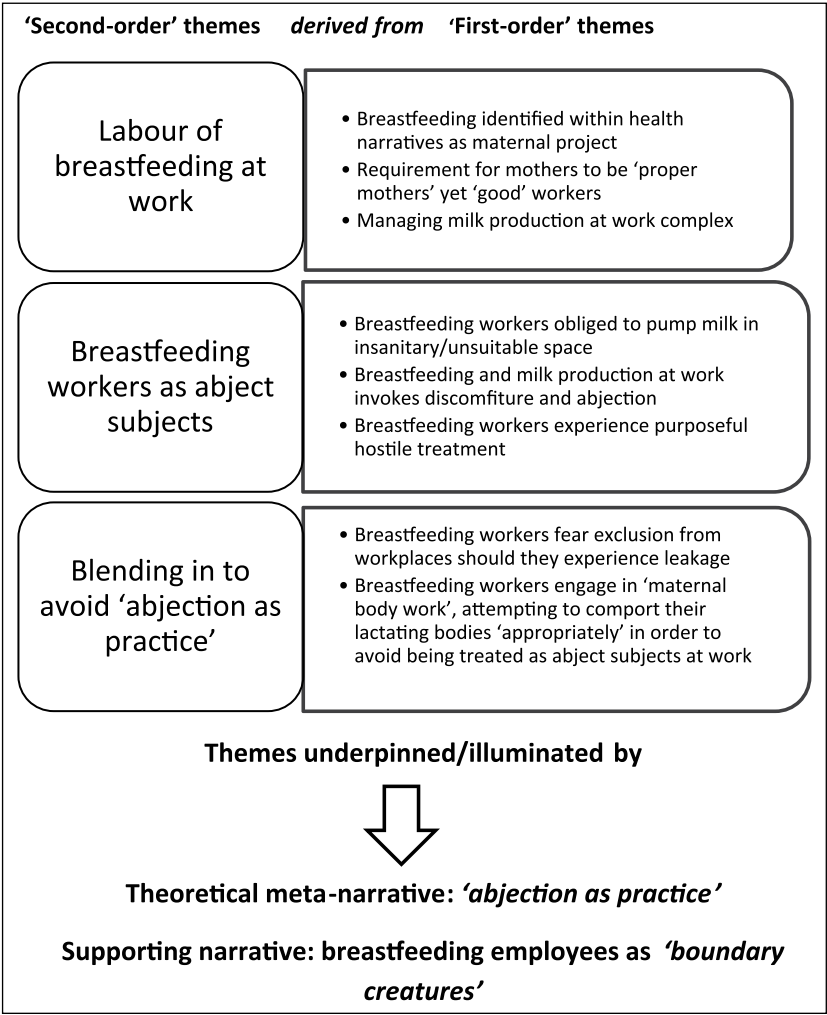 ‘Second-order’ themes derived from ‘First-order’ themes
Labour of
breastfeeding at
work
• Breastfeeding identified within health
narratives as maternal project
• Requirement for mothers to be ‘proper
mothers’ yet ‘good’ workers
• Managing milk production at work complex
Breastfeeding
workers as abject
subjects
• Breastfeeding workers obliged to pump milk in
insanitary/unsuitable space
• Breastfeeding and milk production at work
invokes discomfiture and abjection
• Breastfeeding workers experience purposeful
hostile treatment
Blending in to
avoid ‘abjection as
practice’
• Breastfeeding workers fear exclusion from
workplaces should they experience leakage
• Breastfeeding workers engage in ‘maternal
body work’, attempting to comport their
lactating bodies ‘appropriately’ in order to
avoid being treated as abject subjects at work
Themes underpinned/illuminated by
Theoretical meta-narrative: ‘abjection as practice’
Supporting narrative: breastfeeding employees as ‘boundary
creatures’